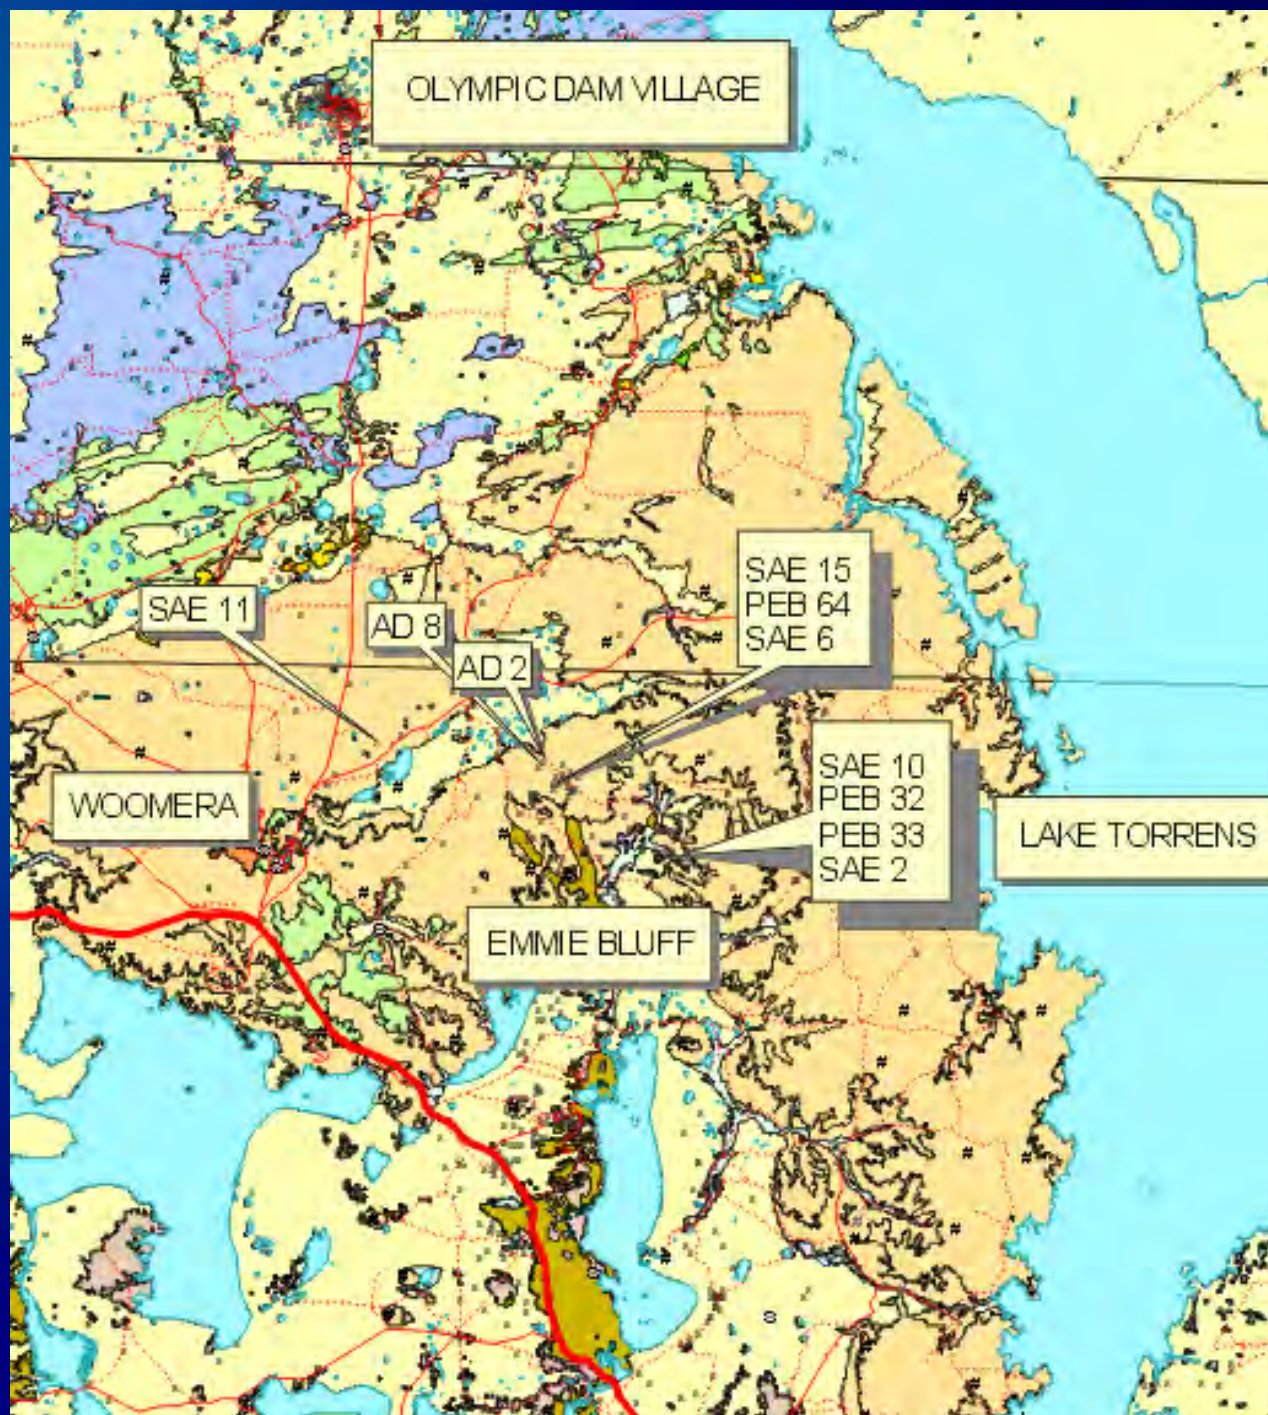 OLYMPIC DAM VILLAGE
SAE 15
PEB 64
SAE 6
SAE 11
AD 8
AD 2
SAE 10
PEB 32
PEB 33
SAE 2
WOOMERA
LAKE TORRENS
EMMIE BLUFF